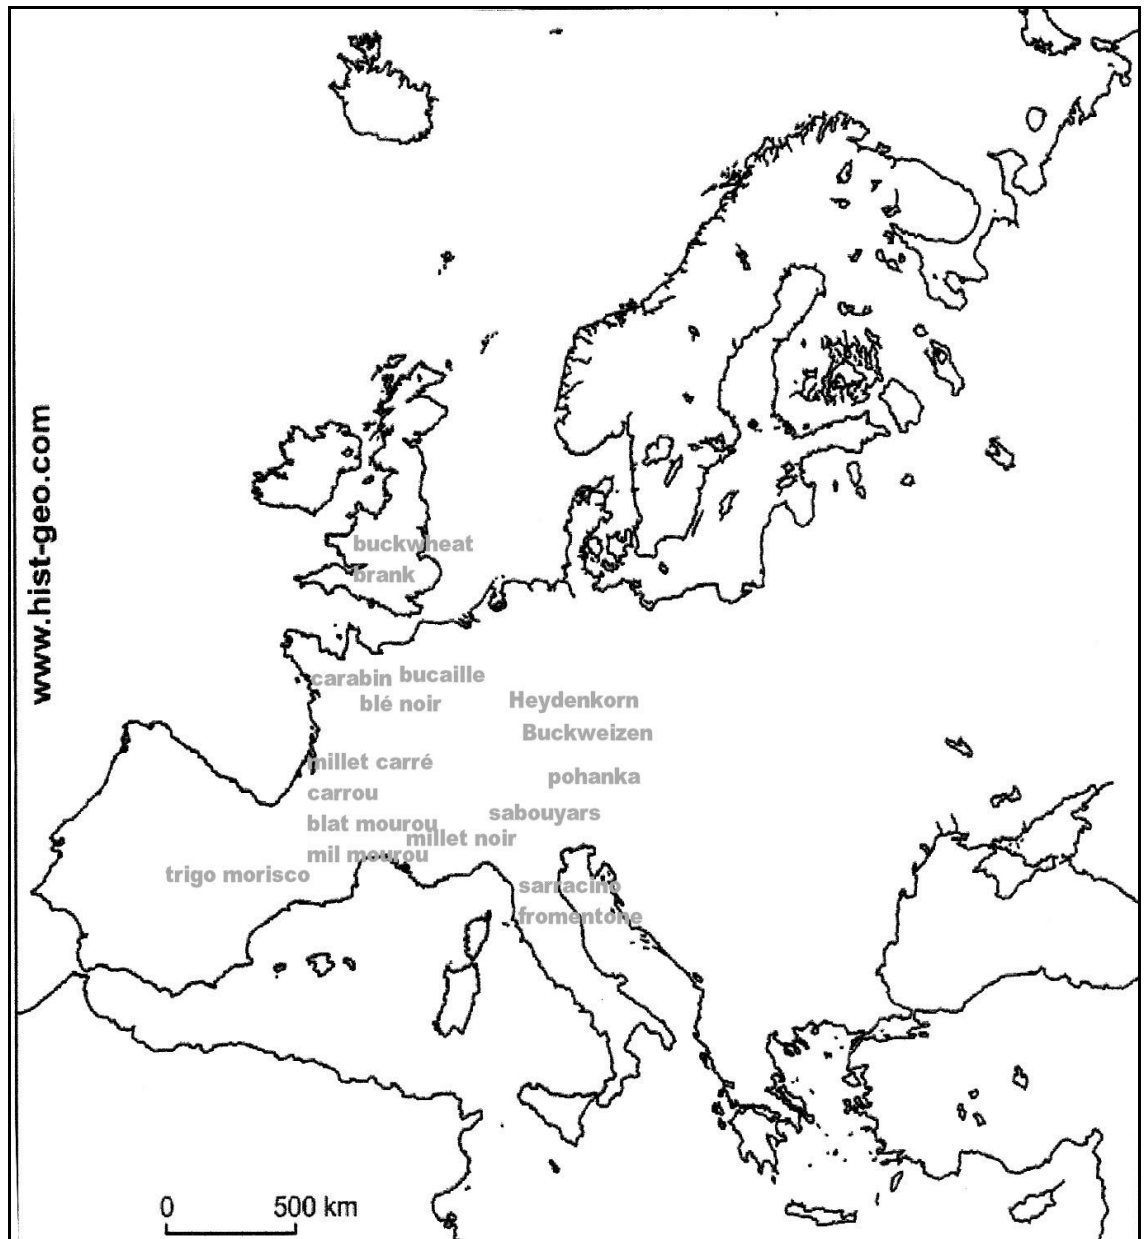 www.hist-geo.com
buckwheat
brank
carabin
bucaille
blé noir
Heydenkorn
Buckweizen
millet carré
pohanka
carrou
sabouyars
blat mourou
millet noir
mil mourou
trigo morisco
sarracino
fromentone
0 500 km